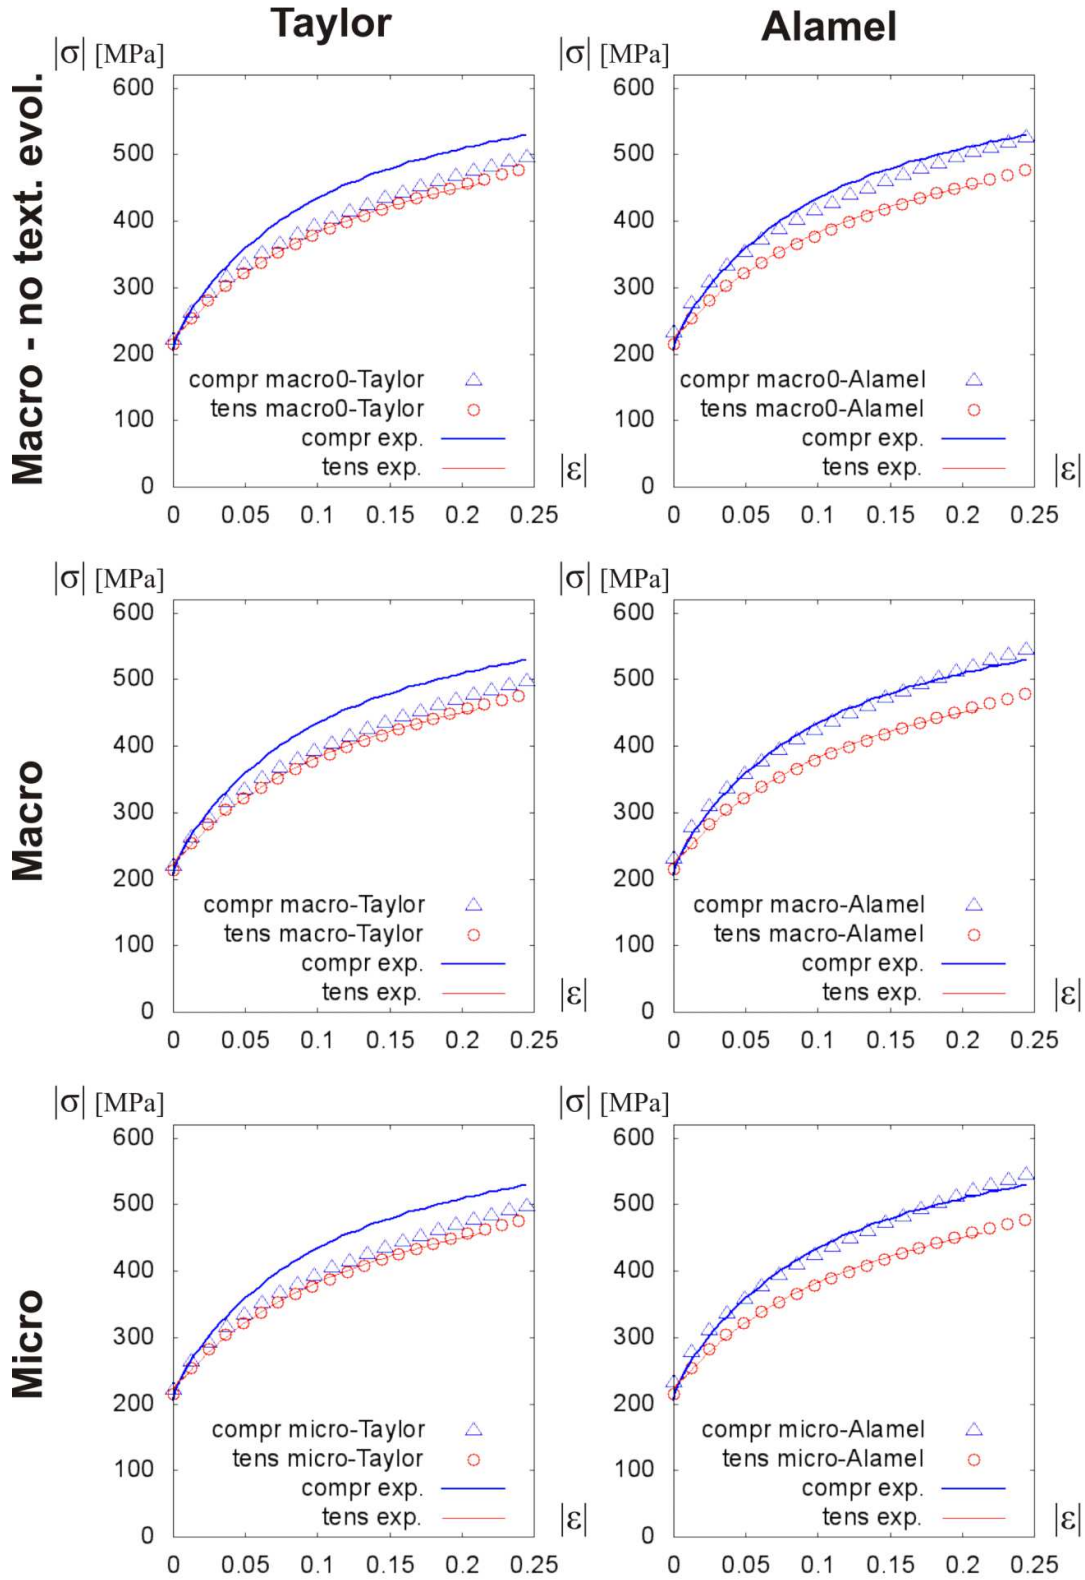 Taylor
Alamel
Macro - no text. evol.
|σ| [MPa]
600
500
400
300
200
100
0
compr macro0-Taylor
tens macro0-Taylor
compr exp.
tens exp.
|ε|
0 0.05 0.1 0.15 0.2 0.25
|σ| [MPa]
600
500
400
300
200
100
0
compr macro0-Alamel
tens macro0-Alamel
compr exp.
tens exp.
|ε|
0 0.05 0.1 0.15 0.2 0.25
Macro
|σ| [MPa]
600
500
400
300
200
100
0
compr macro-Taylor
tens macro-Taylor
compr exp.
tens exp.
|ε|
0 0.05 0.1 0.15 0.2 0.25
|σ| [MPa]
600
500
400
300
200
100
0
compr macro-Alamel
tens macro-Alamel
compr exp.
tens exp.
|ε|
0 0.05 0.1 0.15 0.2 0.25
Micro
|σ| [MPa]
600
500
400
300
200
100
0
compr micro-Taylor
tens micro-Taylor
compr exp.
tens exp.
|ε|
0 0.05 0.1 0.15 0.2 0.25
|σ| [MPa]
600
500
400
300
200
100
0
compr micro-Alamel
tens micro-Alamel
compr exp.
tens exp.
|ε|
0 0.05 0.1 0.15 0.2 0.25